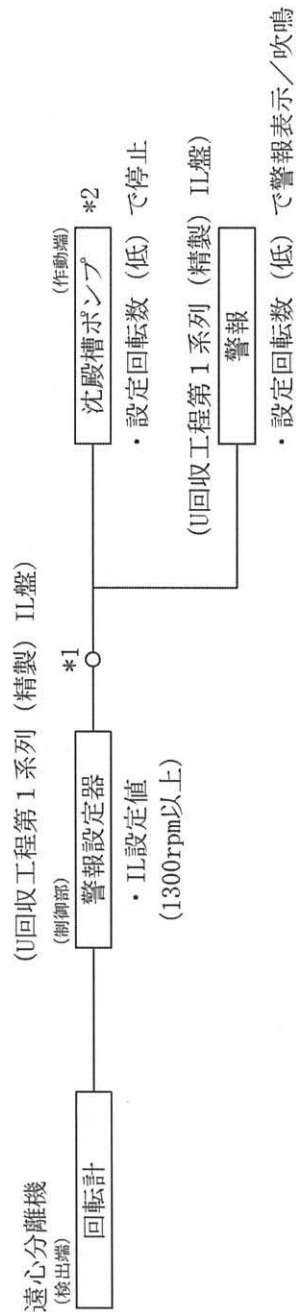 遠心分離機
(検出端)
回転計
(U回収工程第1系列(精製) IL盤)
(制御部)
警報設定器
・IL設定値
(1300rpm以上)
*1
(作動端)
沈殿槽ポンプ
*2
・設定回転数(低)で停止
(U回収工程第1系列(精製) IL盤)
警報
・設定回転数(低)で警報表示/吹鳴